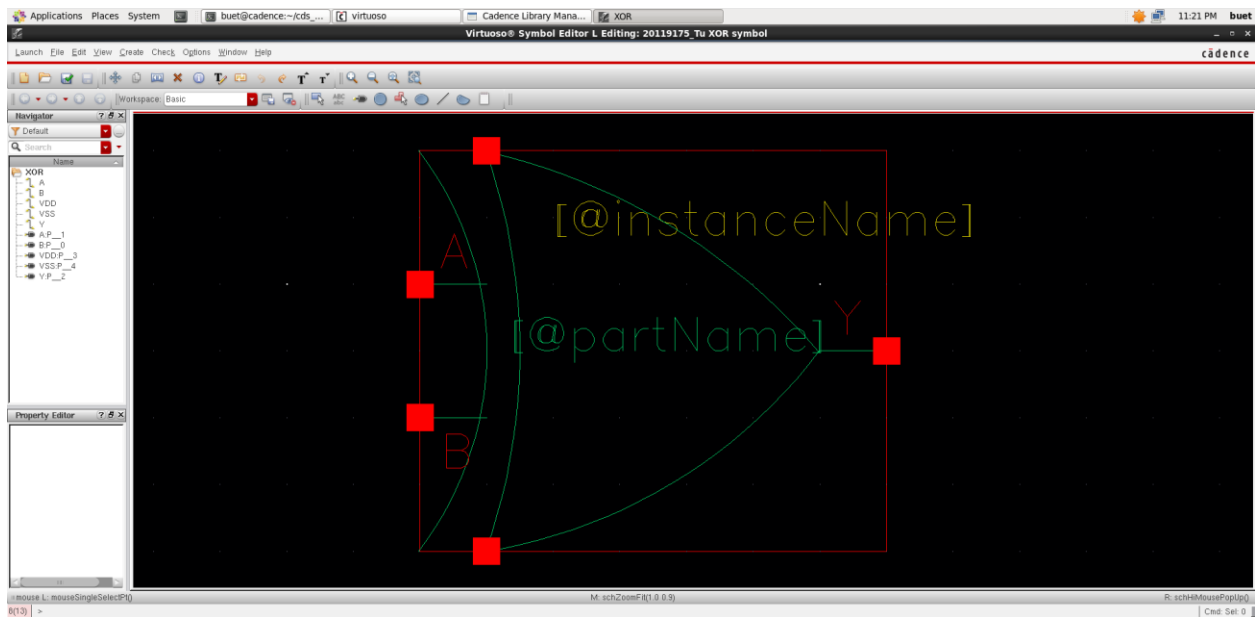 Applications Places System buet@cadence:~/cds_... virtuoso Cadence Library Mana... XOR 11:21 PM buet
Virtuoso® Symbol Editor L Editing: 20119175_Tu XOR symbol
Launch File Edit View Create Check Options Window Help cādence
Workspace: Basic
Navigator
Default
Search
Name
XOR
A
B
VDD
VSS
Y
A:P__1
B:P__0
VDD:P__3
VSS:P__4
Y:P__2
[@instanceName]
A
Y
[@partName]
B
Property Editor
mouse L: mouseSingleSelectPt() M: schZoomFit(1.0 0.9) R: schHiMousePopUp()
8(13) > Cmd: Sel: 0